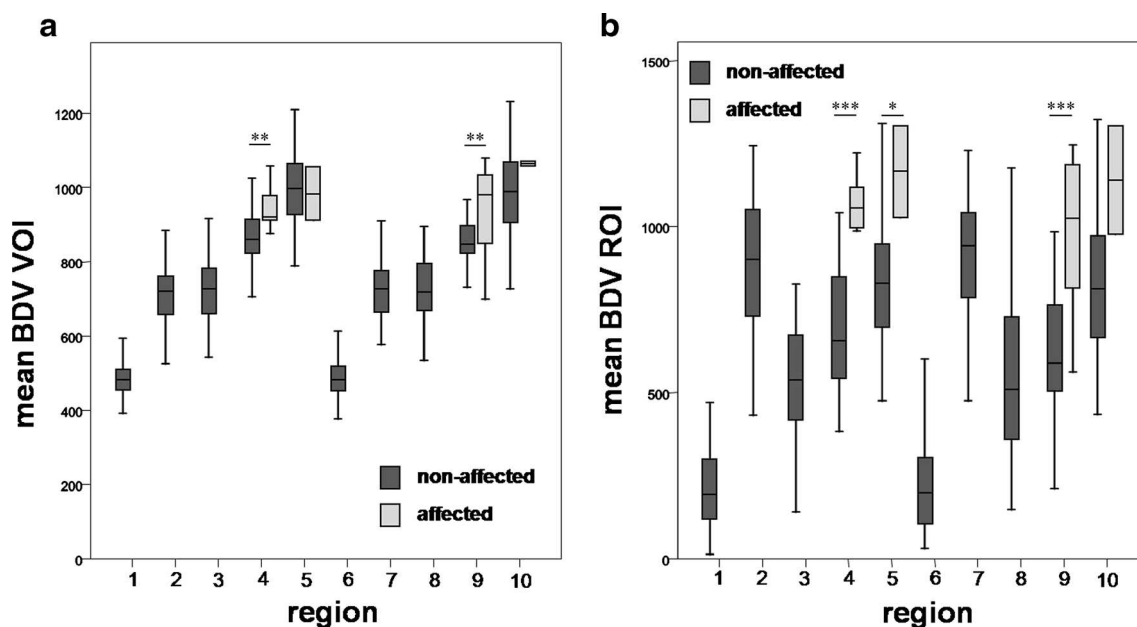 a
mean BDV VOI
1200
1000
800
600
400
200
0
** **
non-affected
affected
1 2 3 4 5 6 7 8 9 10
region
b
mean BDV ROI
1500
1000
500
0
non-affected
affected
*** * ***
1 2 3 4 5 6 7 8 9 10
region